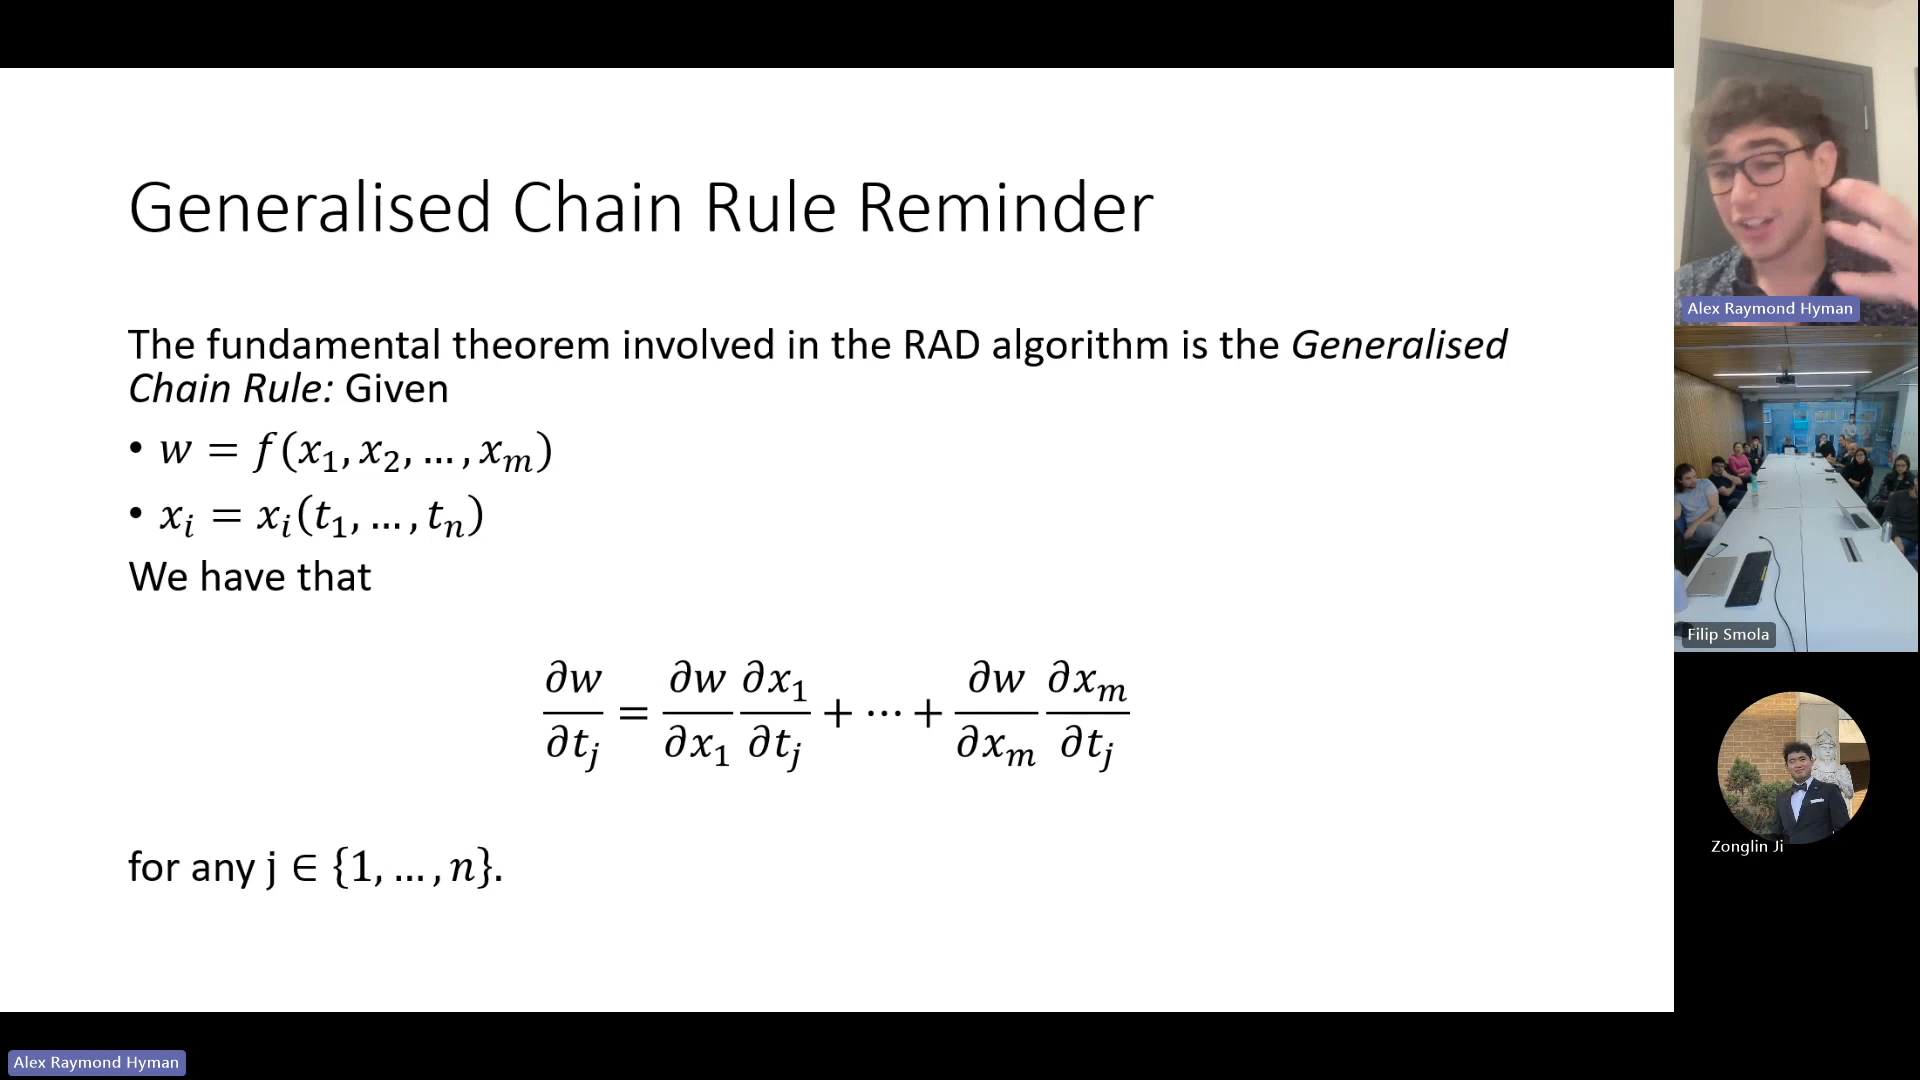 Generalised Chain Rule Reminder
The fundamental theorem involved in the RAD algorithm is the Generalised
Chain Rule: Given
• w = f(x₁, x₂, … , xₘ)
• xᵢ = xᵢ(t₁, … , tₙ)
We have that
∂w/∂tⱼ = ∂w/∂x₁ ∂x₁/∂tⱼ + ⋯ + ∂w/∂xₘ ∂xₘ/∂tⱼ
for any j ∈ {1, … , n}.
Alex Raymond Hyman
Filip Smola
Zonglin Ji
Alex Raymond Hyman